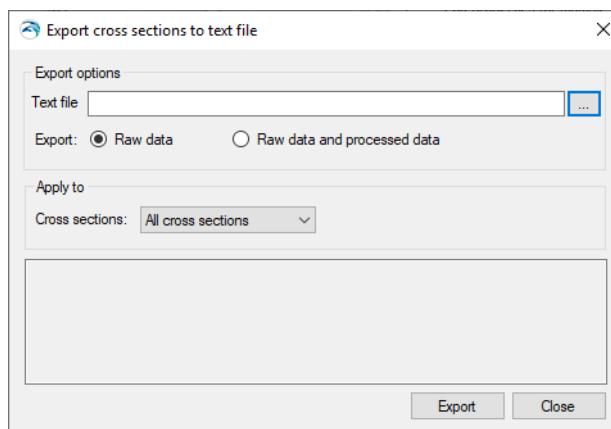 Export cross sections to text file
Export options
Text file
...
Export: Raw data Raw data and processed data
Apply to
Cross sections: All cross sections
Export Close